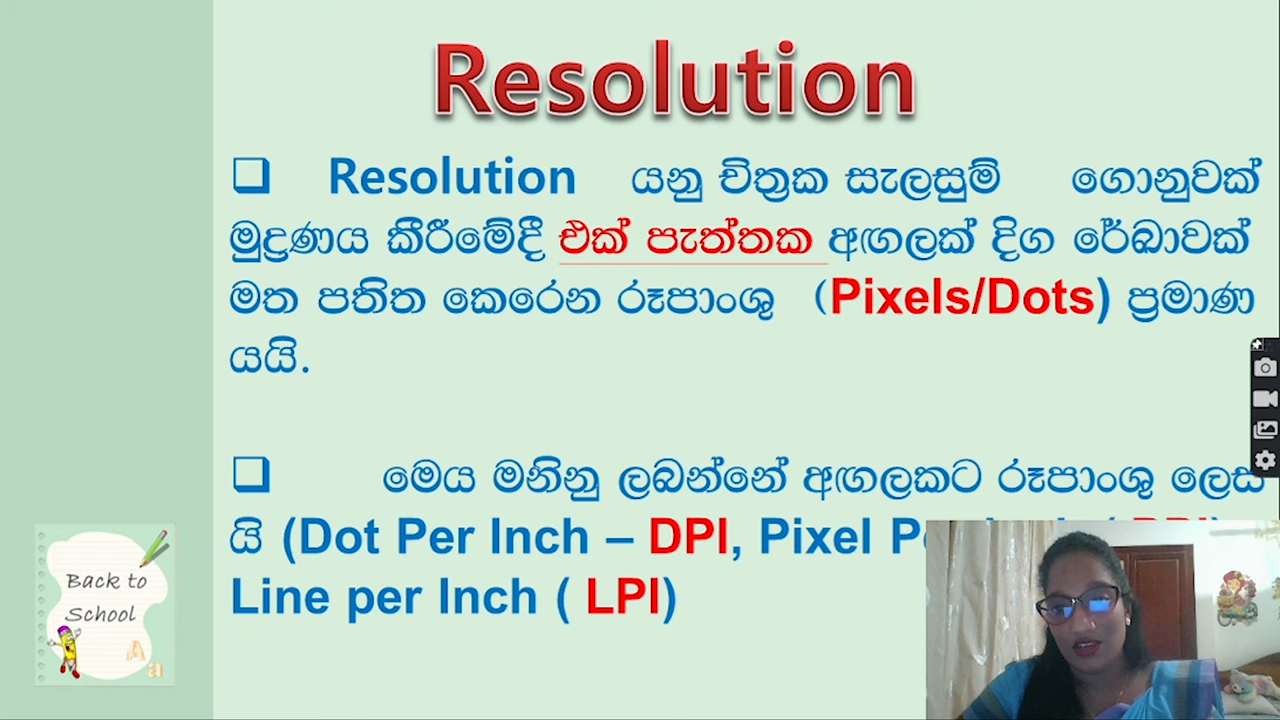 Resolution
❑ Resolution යනු චිත්‍රක සැලසුම් ගොනුවක්
මුද්‍රණය කිරීමේදී එක් පැත්තක අඟලක් දිග රේඛාවක්
මත පතිත කෙරෙන රූපාංශු (Pixels/Dots) ප්‍රමාණ
යයි.
❑ මෙය මනිනු ලබන්නේ අඟලකට රූපාංශු ලෙස
යි (Dot Per Inch – DPI, Pixel
Line per Inch ( LPI)
Back to
School
A
a